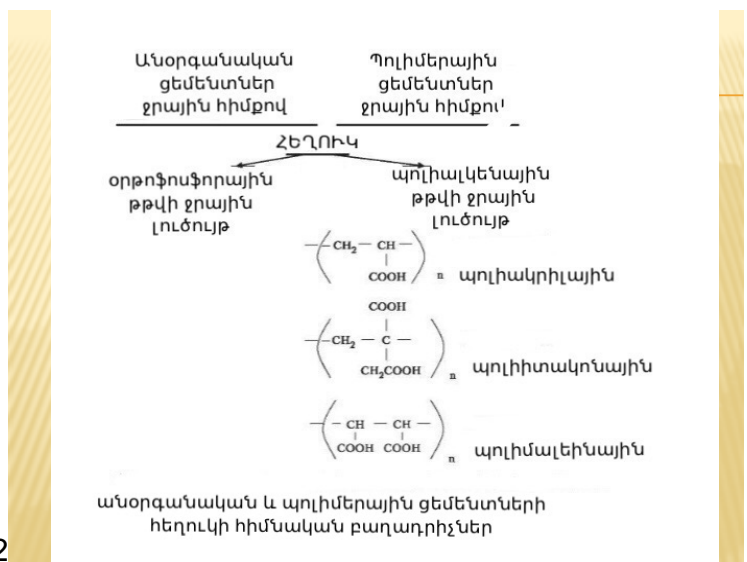 Անօրգանական
ցեմենտներ
ջրային հիմքով
Պոլիմերային
ցեմենտներ
ջրային հիմքով
ՀԵՂՈՒԿ
օրթոֆոսֆորային
թթվի ջրային
լուծույթ
պոլիալկենային
թթվի ջրային
լուծույթ
CH₂ — CH —
COOH
n պոլիակրիլային
COOH
—CH₂ — C —
CH₂COOH
n պոլիիտակոնային
— CH — CH —
COOH COOH
n պոլիմալեինային
անօրգանական և պոլիմերային ցեմենտների
հեղուկի հիմնական բաղադրիչներ
2